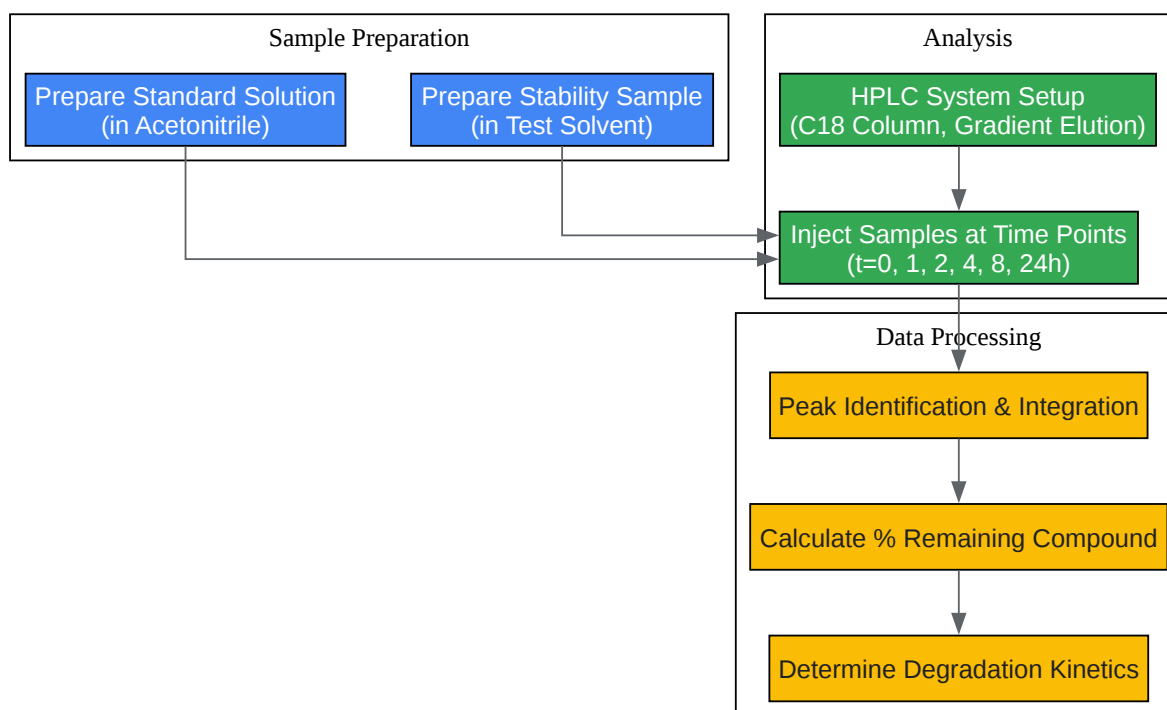 Sample Preparation
Prepare Standard Solution
(in Acetonitrile)
Prepare Stability Sample
(in Test Solvent)
Analysis
HPLC System Setup
(C18 Column, Gradient Elution)
Inject Samples at Time Points
(t=0, 1, 2, 4, 8, 24h)
Data Processing
Peak Identification & Integration
Calculate % Remaining Compound
Determine Degradation Kinetics